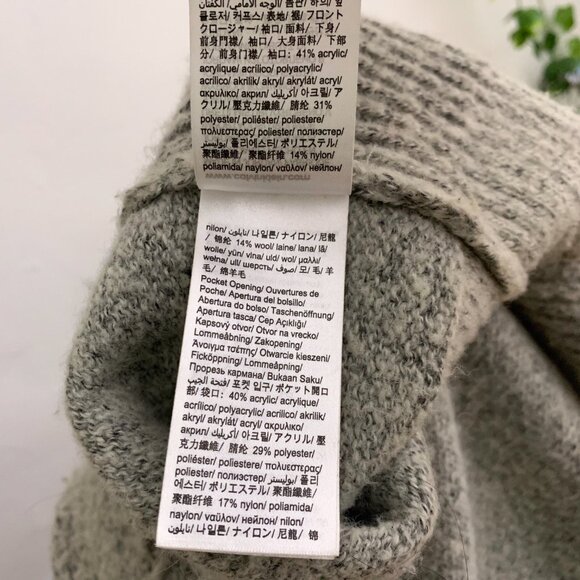 플로저/ 커프스/ 表地/ 裾/ フロント
クロージャー/ 袖口/ 面料/ 下身/
前身門襟/ 袖口/ 大身面料/ 下部
分/ 前身门襟/ 袖口: 41% acrylic/
acrylique/ acrílico/ polyacrylic/
acrilico/ akrilik/ akryl/ akrylát/ acryl/
акрилико/ акрил/ أكريليك/ 아크릴/ ア
クリル/ 壓克力纖維/ 腈纶 31%
polyester/ poliéster/ poliestere/
πολυεστερας/ poliester/ полиэстер/
بوليستر/ 폴리에스터/ ポリエステル/
聚酯纖維/ 聚酯纤维 14% nylon/
poliamida/ naylon/ ναϋλον/ нейлон/
www.calvinklein.com
nilon/ نايلون/ 나일론/ ナイロン/ 尼龍
/ 锦纶 14% wool/ laine/ lana/ lã/
wolle/ yün/ vlna/ uld/ wol/ μαλλι/
wełna/ ull/ шерсть/ صوف/ 모/ 毛/ 羊
毛/ 绵羊毛
Pocket Opening/ Ouvertures de
Poche/ Apertura del bolsillo/
Abertura do bolso/ Taschenöffnung/
Apertura tasca/ Cep Açıklığı/
Kapsový otvor/ Otvor na vrecko/
Lommeåbning/ Zakopening/
Άνοιγμα τσέπης/ Otwarcie kieszeni/
Ficköppning/ Lommeåpning/
Прорезь кармана/ Bukaan Saku/
فتحة الجيب/ 포켓 입구/ ポケット開口
部/ 袋口: 40% acrylic/ acrylique/
acrílico/ polyacrylic/ acrilico/ akrilik/
akryl/ akrylát/ acryl/ ακρυλικο/
акрил/ أكريليك/ 아크릴/ アクリル/ 壓
克力纖維/ 腈纶 29% polyester/
poliéster/ poliestere/ πολυεστερας/
poliester/ полиэстер/ بوليستر/ 폴리
에스터/ ポリエステル/ 聚酯纖維/
聚酯纤维 17% nylon/ poliamida/
naylon/ ναϋλον/ нейлон/ nilon/
نايلون/ 나일론/ ナイロン/ 尼龍/ 锦